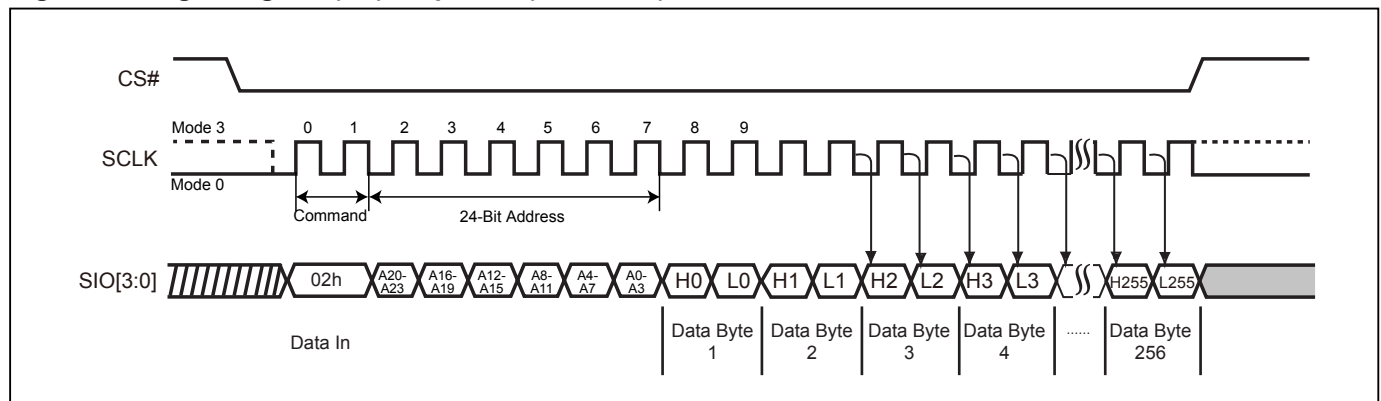 CS#
Mode 3
0 1 2 3 4 5 6 7 8 9
SCLK
Mode 0
Command
24-Bit Address
SIO[3:0]
02h
A20-
A23
A16-
A19
A12-
A15
A8-
A11
A4-
A7
A0-
A3
H0 L0 H1 L1 H2 L2 H3 L3 H255 L255
Data In
Data Byte
1
Data Byte
2
Data Byte
3
Data Byte
4
......
Data Byte
256